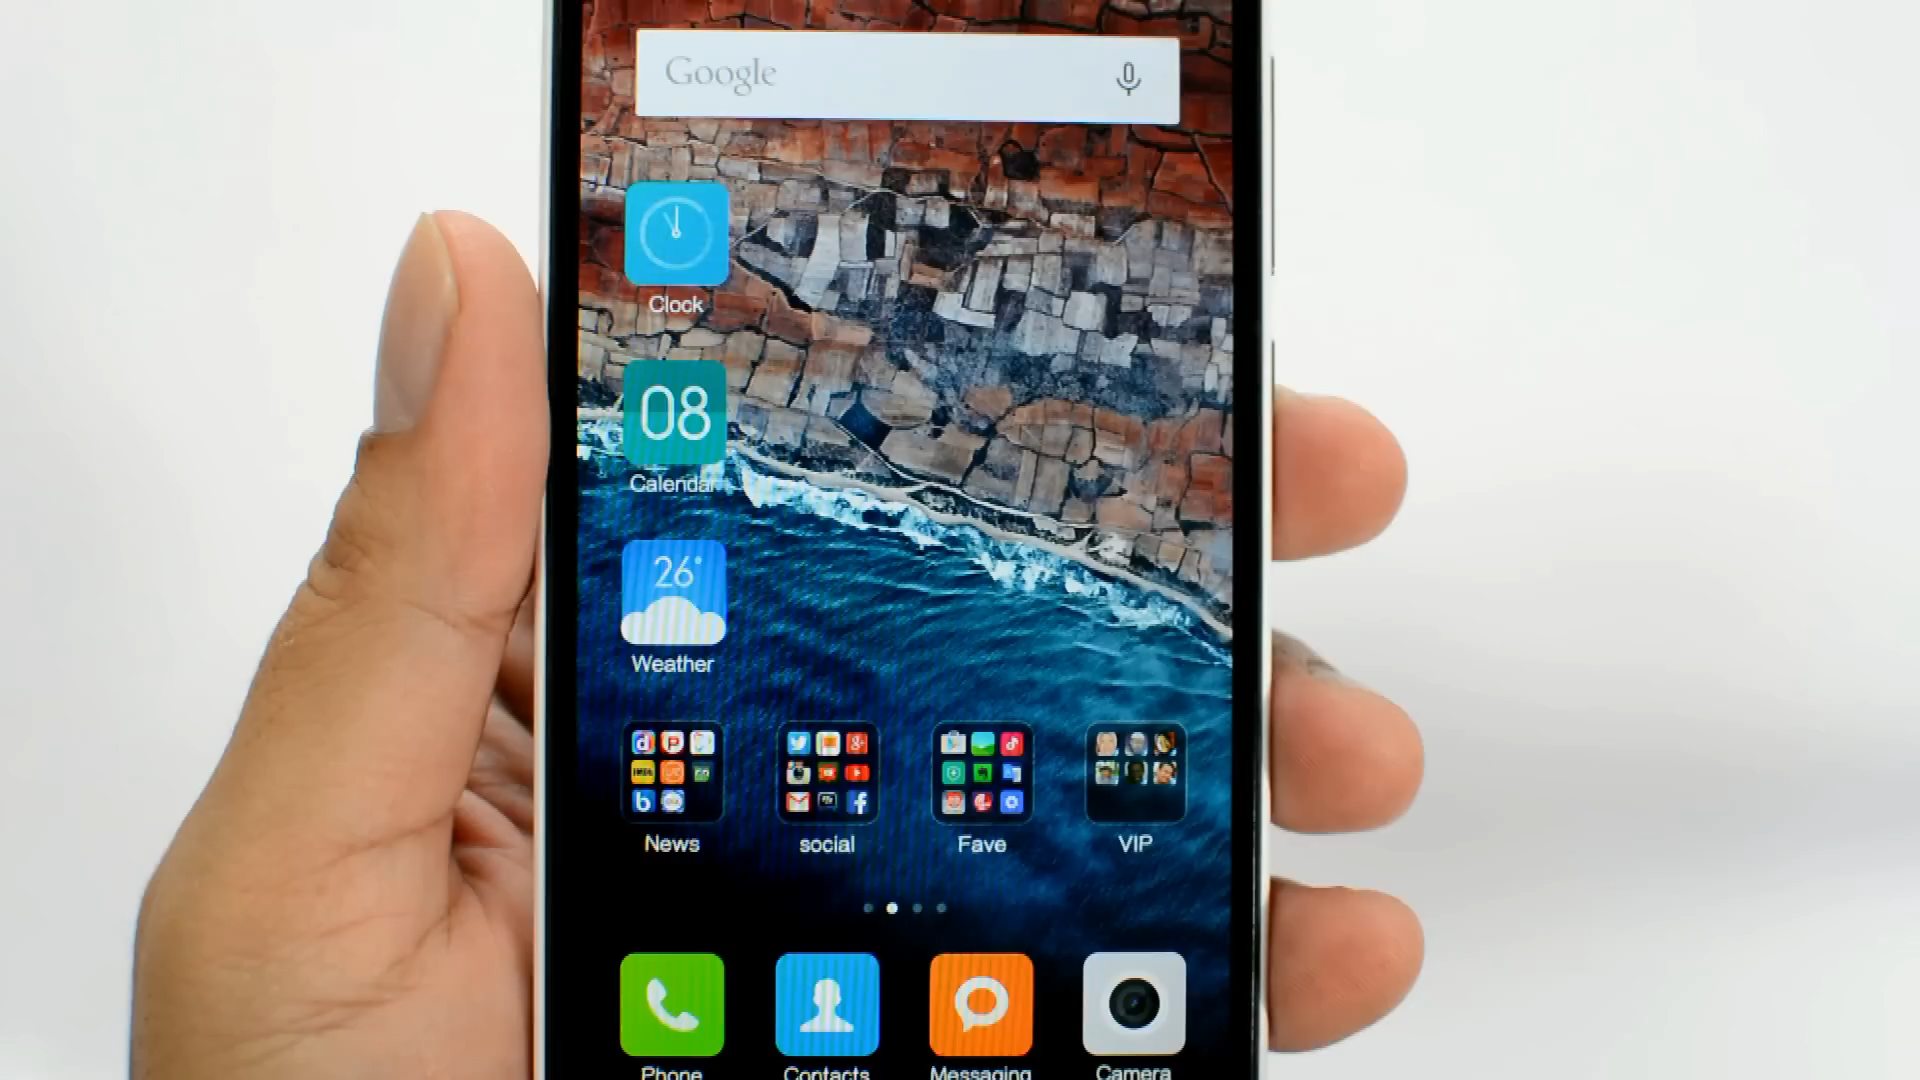 Google
Clock
08
Calendar
26°
Weather
News
social
Fave
VIP
Phone
Contacts
Messaging
Camera